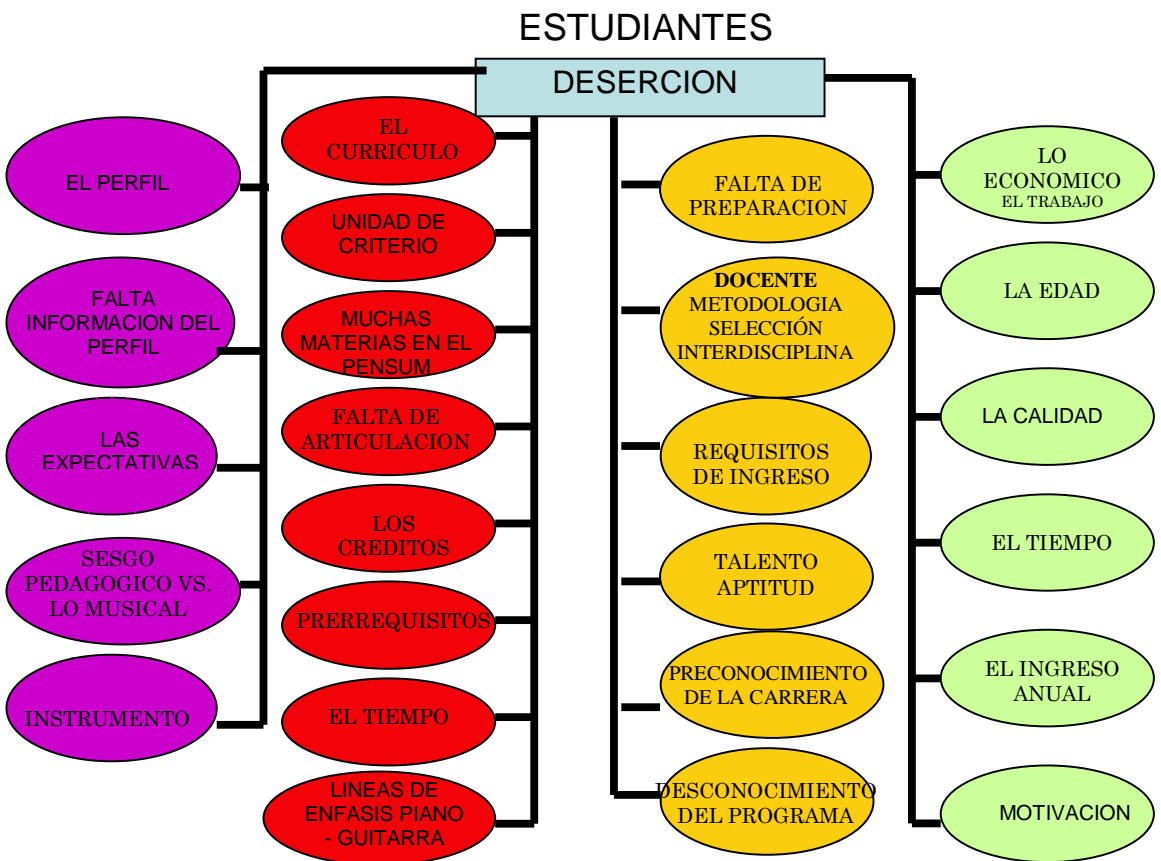 ESTUDIANTES
DESERCION
EL PERFIL
FALTA
INFORMACION DEL
PERFIL
LAS
EXPECTATIVAS
SESGO
PEDAGOGICO VS.
LO MUSICAL
INSTRUMENTO
EL
CURRICULO
UNIDAD DE
CRITERIO
MUCHAS
MATERIAS EN EL
PENSUM
FALTA DE
ARTICULACION
LOS
CREDITOS
PRERREQUISITOS
EL TIEMPO
LINEAS DE
ENFASIS PIANO
- GUITARRA
FALTA DE
PREPARACION
DOCENTE
METODOLOGIA
SELECCIÓN
INTERDISCIPLINA
REQUISITOS
DE INGRESO
TALENTO
APTITUD
PRECONOCIMIENTO
DE LA CARRERA
DESCONOCIMIENTO
DEL PROGRAMA
LO
ECONOMICO
EL TRABAJO
LA EDAD
LA CALIDAD
EL TIEMPO
EL INGRESO
ANUAL
MOTIVACION